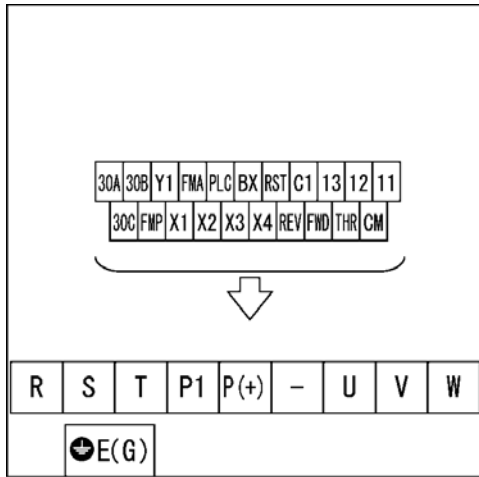 30A 30B Y1 FMA PLC BX RST C1 13 12 11
30C FMP X1 X2 X3 X4 REV FWD THR CM
R S T P1 P(+) − U V W
E(G)